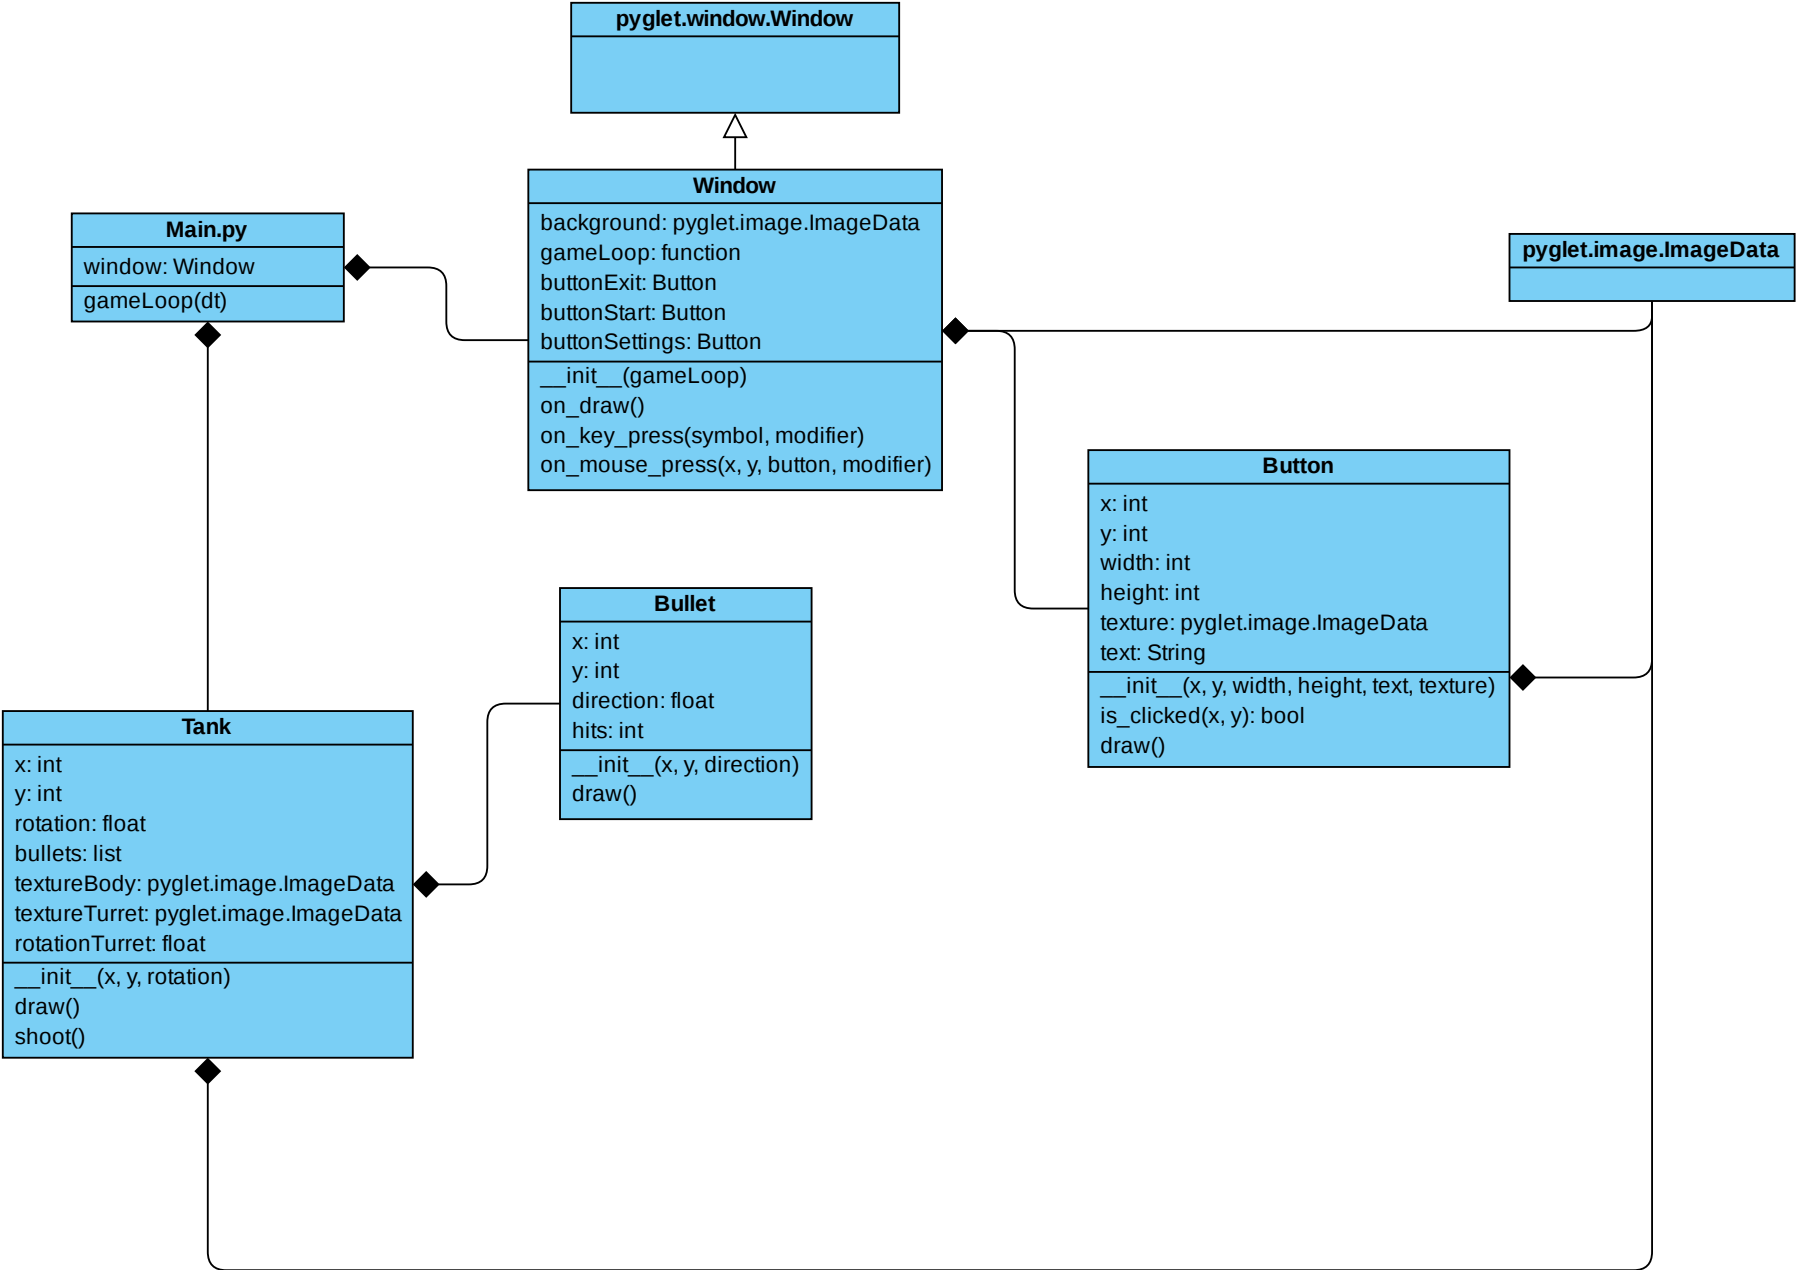 pyglet.window.Window
Window
background: pyglet.image.ImageData
gameLoop: function
buttonExit: Button
buttonStart: Button
buttonSettings: Button
__init__(gameLoop)
on_draw()
on_key_press(symbol, modifier)
on_mouse_press(x, y, button, modifier)
Main.py
window: Window
gameLoop(dt)
pyglet.image.ImageData
Button
x: int
y: int
width: int
height: int
texture: pyglet.image.ImageData
text: String
__init__(x, y, width, height, text, texture)
is_clicked(x, y): bool
draw()
Bullet
x: int
y: int
direction: float
hits: int
__init__(x, y, direction)
draw()
Tank
x: int
y: int
rotation: float
bullets: list
textureBody: pyglet.image.ImageData
textureTurret: pyglet.image.ImageData
rotationTurret: float
__init__(x, y, rotation)
draw()
shoot()